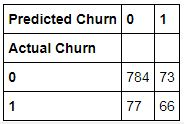 Predicted Churn 0 1
Actual Churn
0 784 73
1 77 66